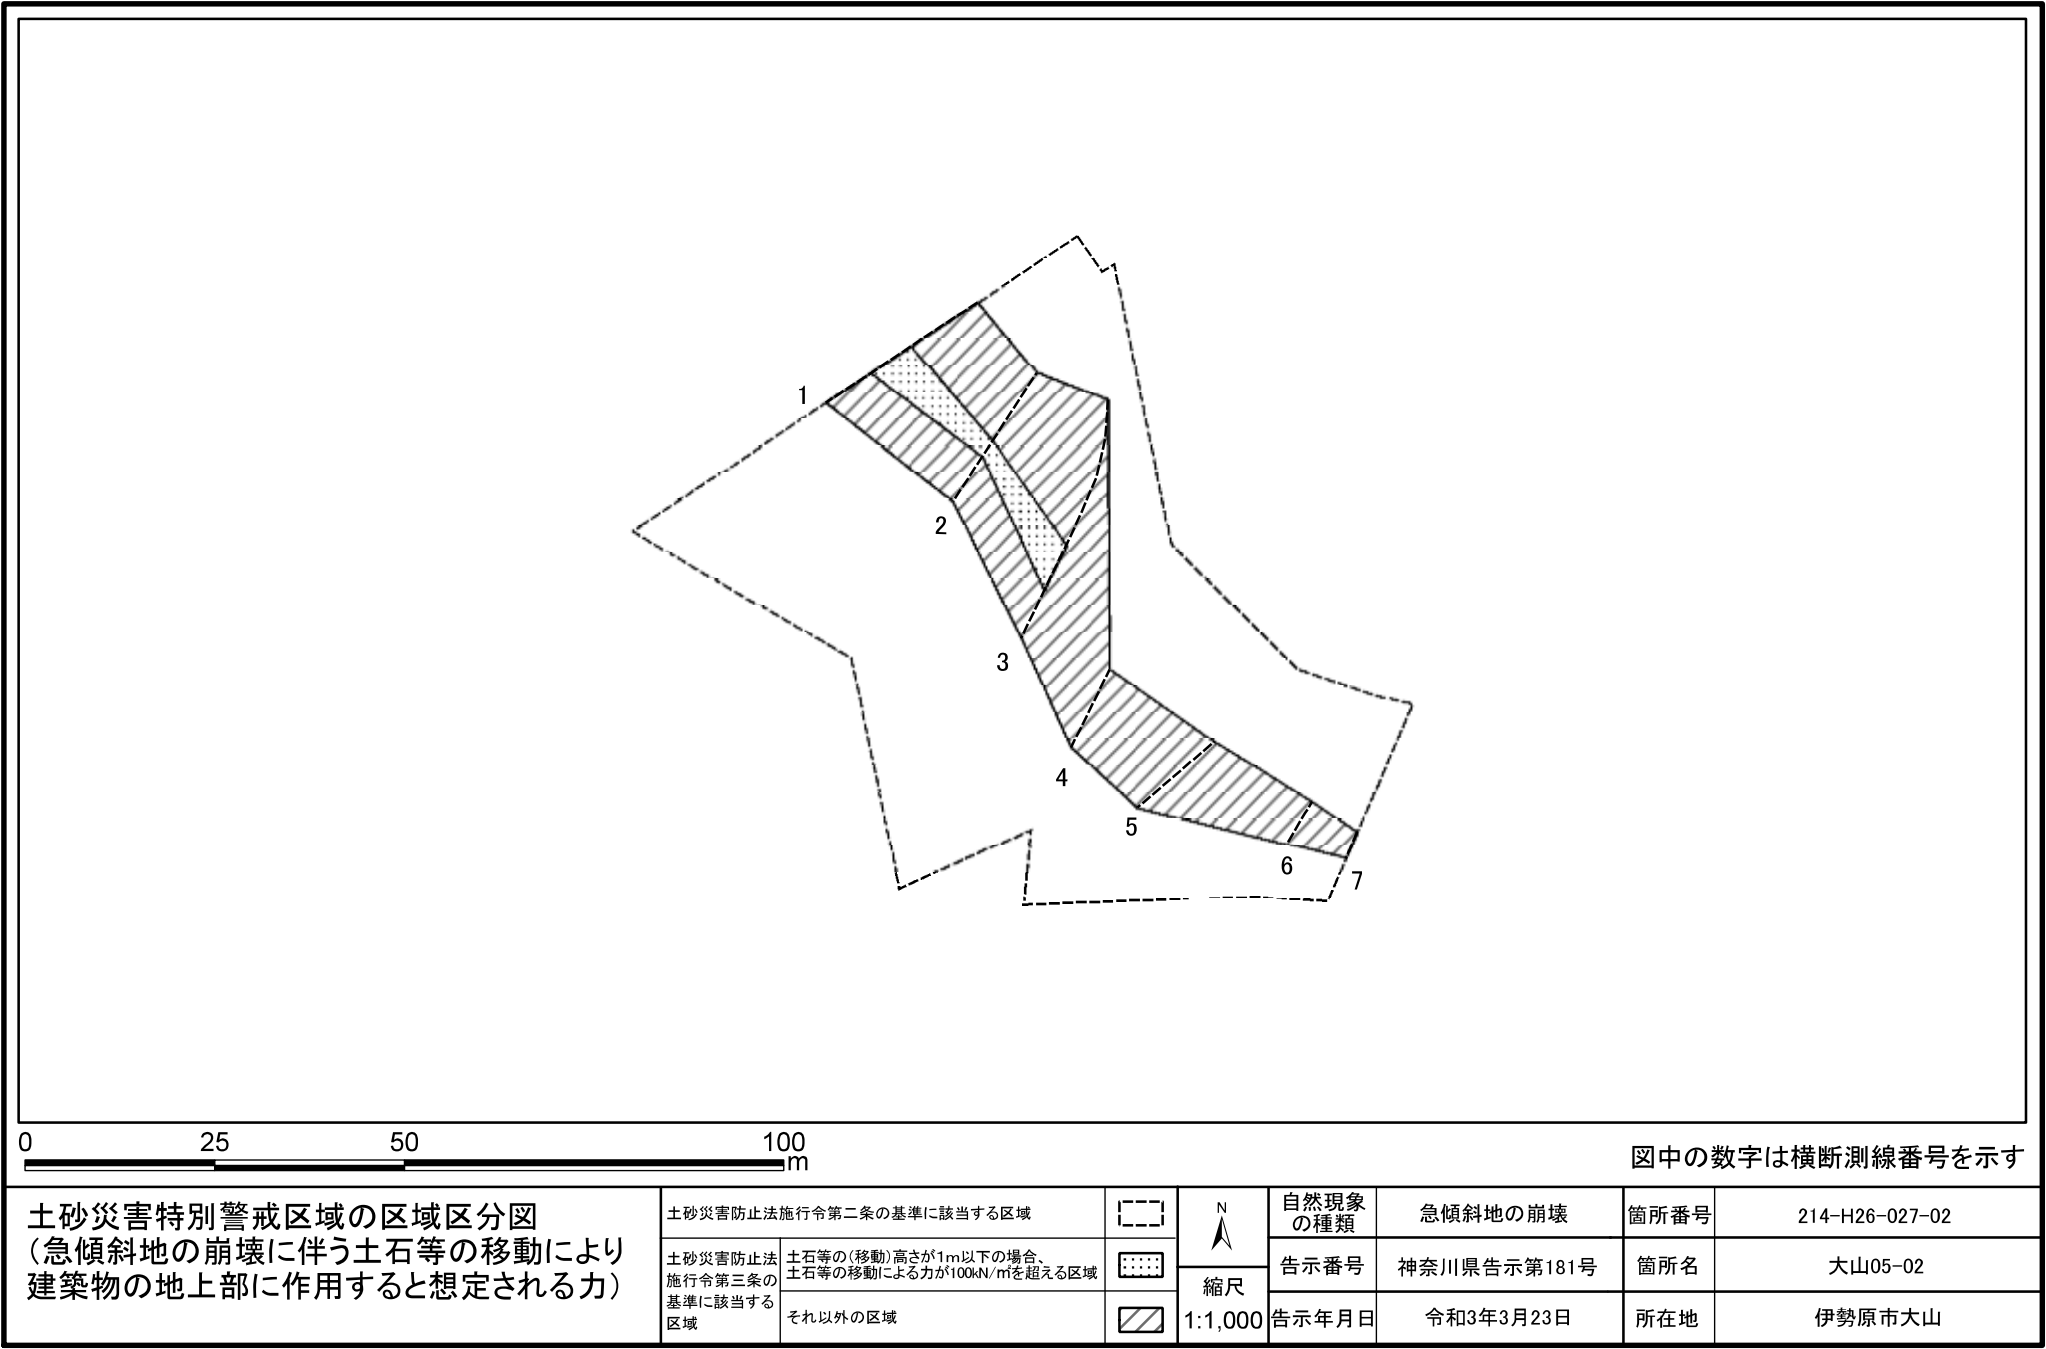 1
2
3
4
5
6
7
0 25 50 100
m
図中の数字は横断測線番号を示す
土砂災害特別警戒区域の区域区分図
（急傾斜地の崩壊に伴う土石等の移動により
建築物の地上部に作用すると想定される力）
土砂災害防止法施行令第二条の基準に該当する区域
土砂災害防止法
施行令第三条の
基準に該当する
区域
土石等の（移動）高さが1ｍ以下の場合、
土石等の移動による力が100kN/㎡を超える区域
それ以外の区域
N
縮尺
1:1,000
自然現象
の種類
急傾斜地の崩壊
箇所番号
214-H26-027-02
告示番号
神奈川県告示第181号
箇所名
大山05-02
告示年月日
令和3年3月23日
所在地
伊勢原市大山